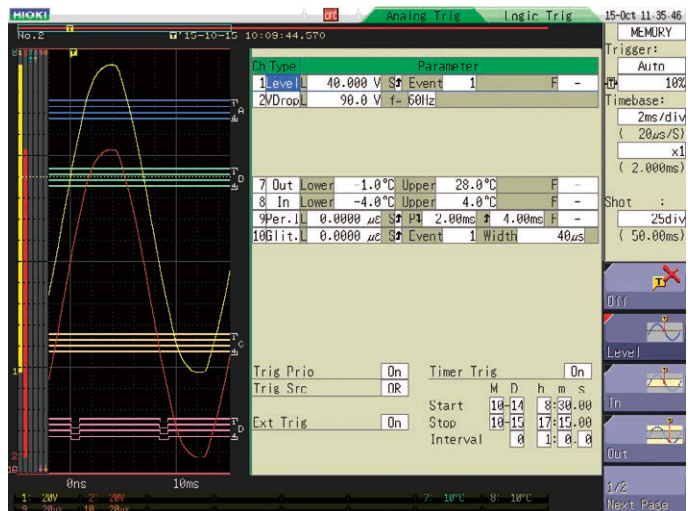 HIOKI CFC Analog Trig Logic Trig 15-Oct 11:35:46
No.2 '15-10-15 10:09:44.570
MEMORY
Trigger:
Auto
10%
Timebase:
2ms/div
( 20µs/S)
x1
( 2.000ms)
Shot :
25div
( 50.00ms)
Ch Type Parameter
1 Level L 40.000 V S↑ Event 1 F -
2 VDrop L 90.0 V f= 60Hz
7 Out Lower -1.0°C Upper 28.0°C F -
8 In Lower -4.0°C Upper 4.0°C F -
9 Per.I L 0.0000 µε S↑ P↕ 2.00ms ↕ 4.00ms F -
10 Glit. L 0.0000 µε S↑ Event 1 Width 40µs
Trig Prio On
Trig Src OR
Ext Trig On
Timer Trig On
M D h m s
Start 10-14 8:30.00
Stop 10-15 17:15.00
Interval 0 1: 0. 0
A
D
C
D
0ns 10ms
1: 20V 2: 20V 7: 10°C 8: 10°C
9 20µε 10 20µε
Off
Level
In
Out
1/2
Next Page